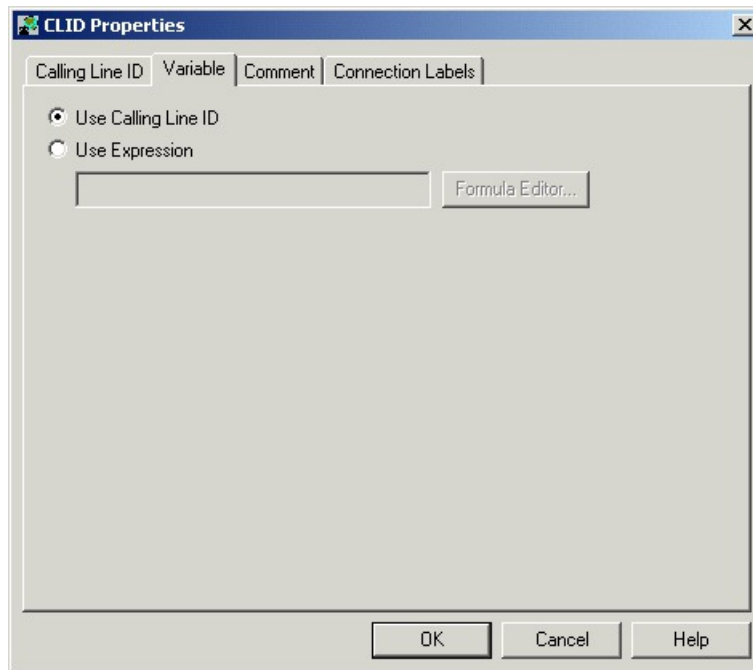 CLID Properties
Calling Line ID Variable Comment Connection Labels
Use Calling Line ID
Use Expression
Formula Editor...
OK Cancel Help